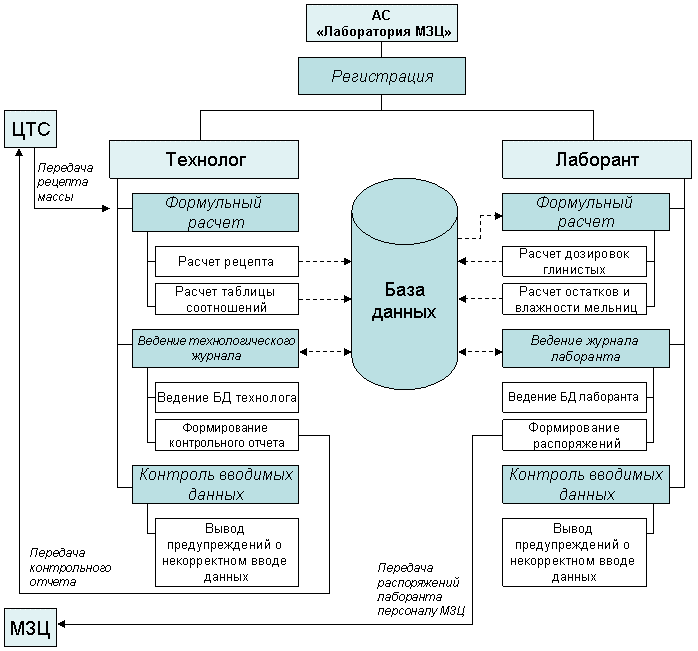 АС
«Лаборатория МЗЦ»
Регистрация
ЦТС
Передача
рецепта
массы
Технолог
Формульный
расчет
Расчет рецепта
Расчет таблицы
соотношений
Ведение технологического
журнала
Ведение БД технолога
Формирование
контрольного отчета
Контроль вводимых
данных
Вывод
предупреждений о
некорректном вводе
данных
База
данных
Лаборант
Формульный
расчет
Расчет дозировок
глинистых
Расчет остатков и
влажности мельниц
Ведение журнала
лаборанта
Ведение БД лаборанта
Формирование
распоряжений
Контроль вводимых
данных
Вывод
предупреждений о
некорректном вводе
данных
Передача
контрольного
отчета
Передача
распоряжений
лаборанта
персоналу МЗЦ
МЗЦ